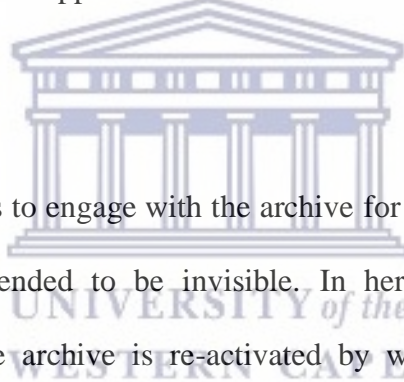 s to engage with the archive for
ended to be invisible. In her
UNIVERSITY of the
e archive is re-activated by w
WESTERN CAPE